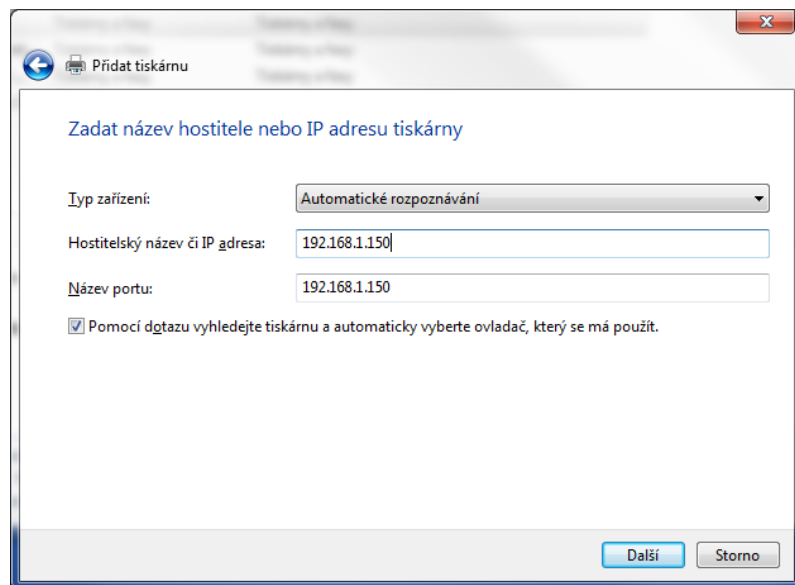 Přidat tiskárnu
Zadat název hostitele nebo IP adresu tiskárny
Typ zařízení: Automatické rozpoznávání
Hostitelský název či IP adresa: 192.168.1.150
Název portu: 192.168.1.150
Pomocí dotazu vyhledejte tiskárnu a automaticky vyberte ovladač, který se má použít.
Další Storno